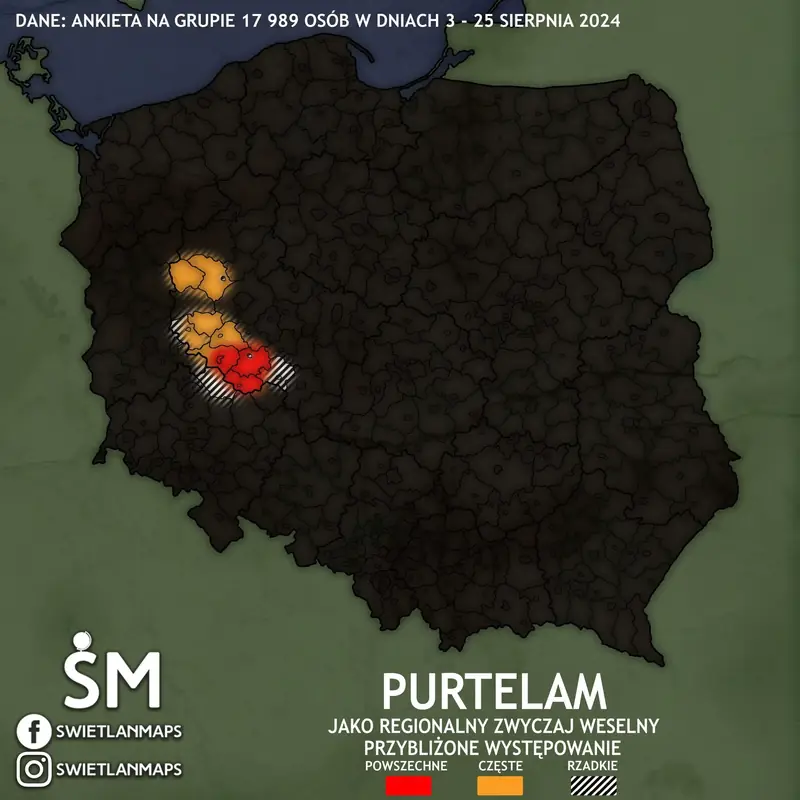 DANE: ANKIETA NA GRUPIE 17 989 OSÓB W DNIACH 3 - 25 SIERPNIA 2024
ŚM
SWIETLANMAPS
SWIETLANMAPS
PURTELAM
JAKO REGIONALNY ZWYCZAJ WESELNY
PRZYBLIŻONE WYSTĘPOWANIE
POWSZECHNE CZĘSTE RZADKIE